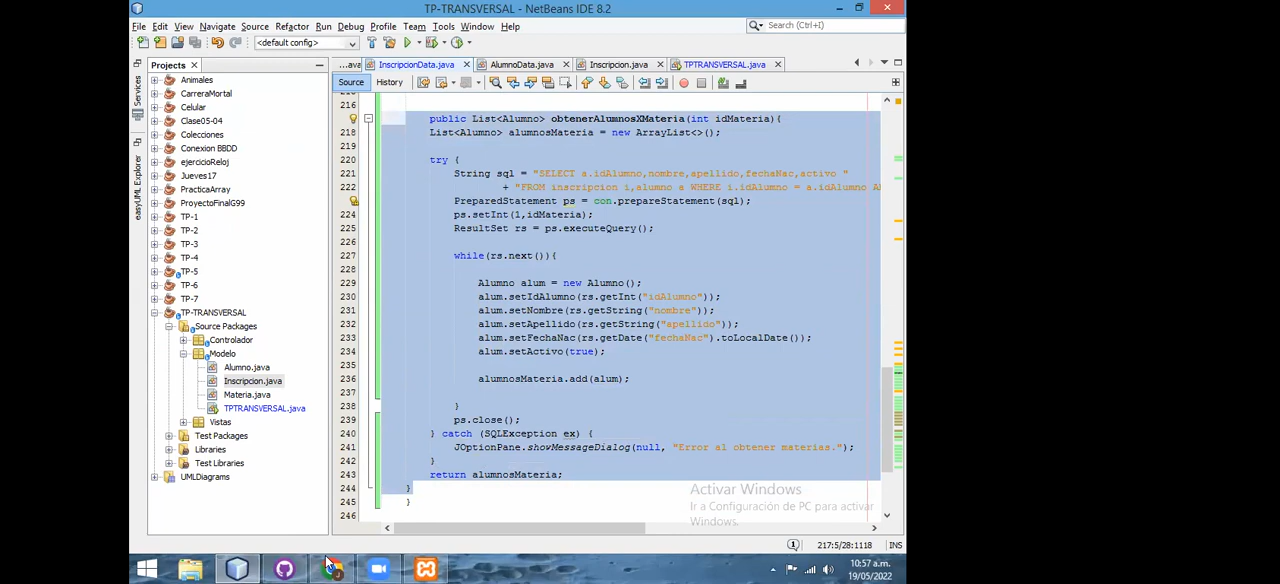 TP-TRANSVERSAL - NetBeans IDE 8.2
File Edit View Navigate Source Refactor Run Debug Profile Team Tools Window Help
Search (Ctrl+I)
<default config>
Projects
...ava InscripcionData.java AlumnoData.java Inscripcion.java TPTRANSVERSAL.java
Source History
Services
easyUML Explorer
Animales
CarreraMortal
Celular
Clase05-04
Colecciones
Conexion BBDD
ejercicioReloj
Jueves17
PracticaArray
ProyectoFinalG99
TP-1
TP-2
TP-3
TP-4
TP-5
TP-6
TP-7
TP-TRANSVERSAL
Source Packages
Controlador
Modelo
Alumno.java
Inscripcion.java
Materia.java
TPTRANSVERSAL.java
Vistas
Test Packages
Libraries
Test Libraries
UMLDiagrams
216
public List<Alumno> obtenerAlumnosXMateria(int idMateria){
218 List<Alumno> alumnosMateria = new ArrayList<>();
219
220 try {
221 String sql = "SELECT a.idAlumno,nombre,apellido,fechaNac,activo "
222 + "FROM inscripcion i,alumno a WHERE i.idAlumno = a.idAlumno A
PreparedStatement ps = con.prepareStatement(sql);
224 ps.setInt(1,idMateria);
225 ResultSet rs = ps.executeQuery();
226
227 while(rs.next()){
228
229 Alumno alum = new Alumno();
230 alum.setIdAlumno(rs.getInt("idAlumno"));
231 alum.setNombre(rs.getString("nombre"));
232 alum.setApellido(rs.getString("apellido"));
233 alum.setFechaNac(rs.getDate("fechaNac").toLocalDate());
234 alum.setActivo(true);
235
236 alumnosMateria.add(alum);
237
238 }
239 ps.close();
240 } catch (SQLException ex) {
241 JOptionPane.showMessageDialog(null, "Error al obtener materias.");
242 }
243 return alumnosMateria;
244 }
245 }
246
Activar Windows
Ir a Configuración de PC para activar
Windows.
217:5/28:1118 INS
10:57 a.m.
19/05/2022